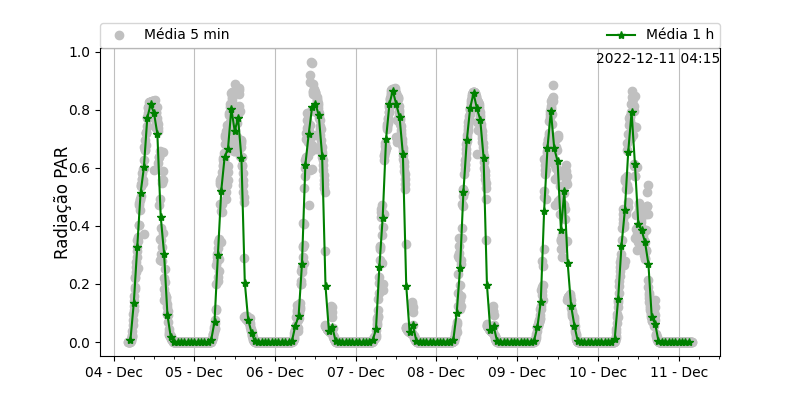 Média 5 min
Média 1 h
2022-12-11 04:15
Radiação PAR
1.0
0.8
0.6
0.4
0.2
0.0
04 - Dec
05 - Dec
06 - Dec
07 - Dec
08 - Dec
09 - Dec
10 - Dec
11 - Dec